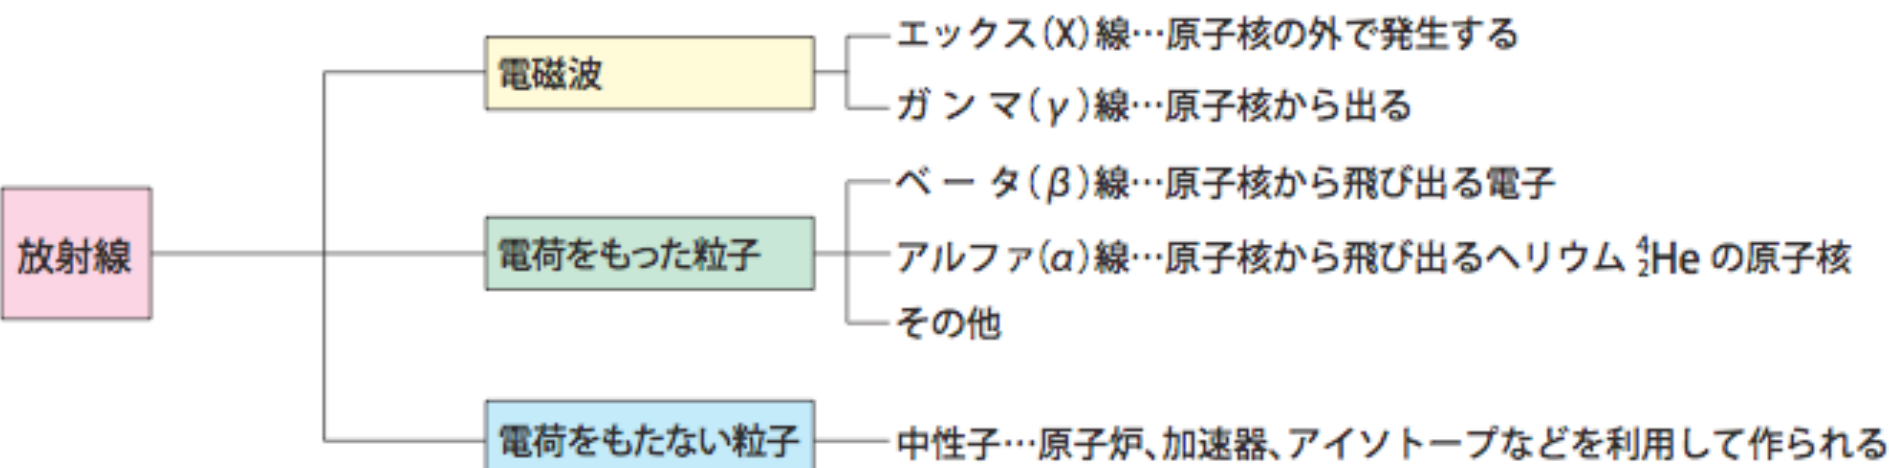 エックス(X)線…原子核の外で発生する
電磁波
ガンマ(γ)線…原子核から出る
ベータ(β)線…原子核から飛び出る電子
放射線
電荷をもった粒子
アルファ(α)線…原子核から飛び出るヘリウム ⁴₂He の原子核
その他
電荷をもたない粒子
中性子…原子炉、加速器、アイソトープなどを利用して作られる